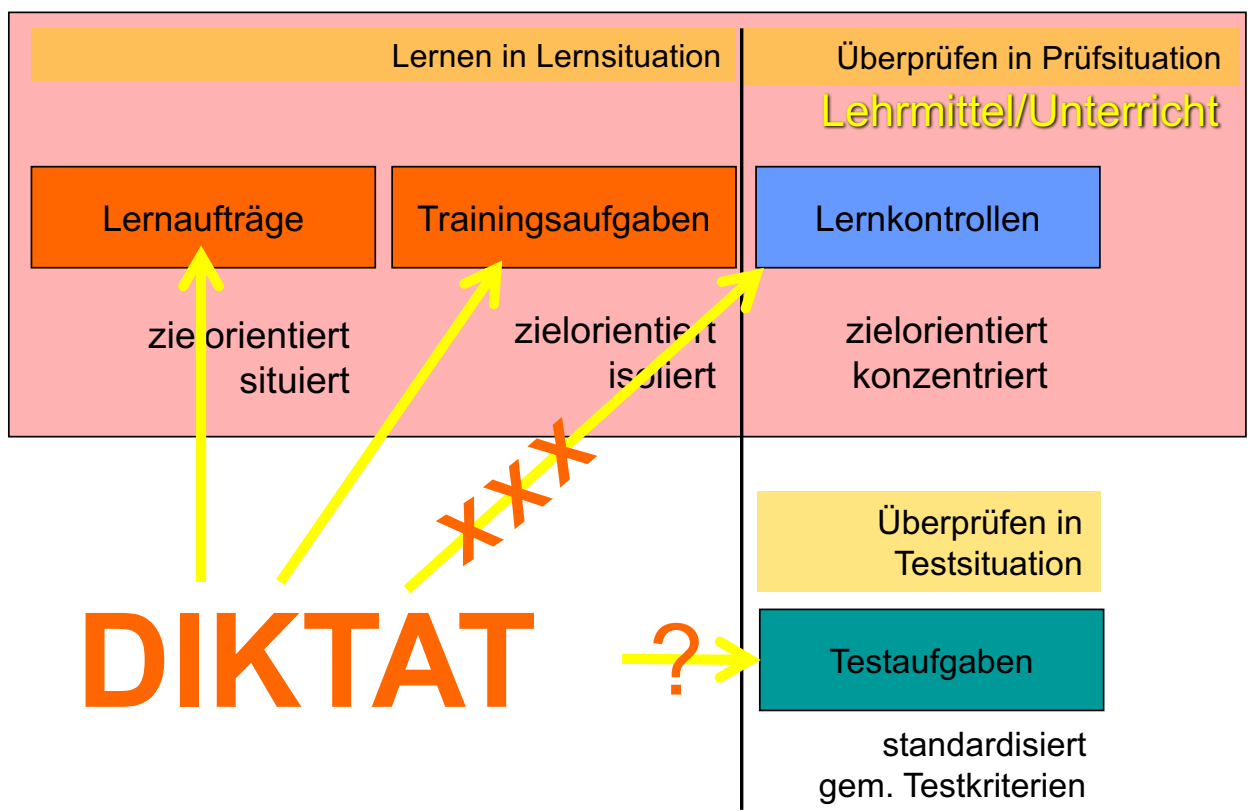 Lernen in Lernsituation
Überprüfen in Prüfsituation
Lehrmittel/Unterricht
Lernaufträge
Trainingsaufgaben
Lernkontrollen
zielorientiert
situiert
zielorientiert
isoliert
zielorientiert
konzentriert
X X X
Überprüfen in
Testsituation
DIKTAT
?
Testaufgaben
standardisiert
gem. Testkriterien